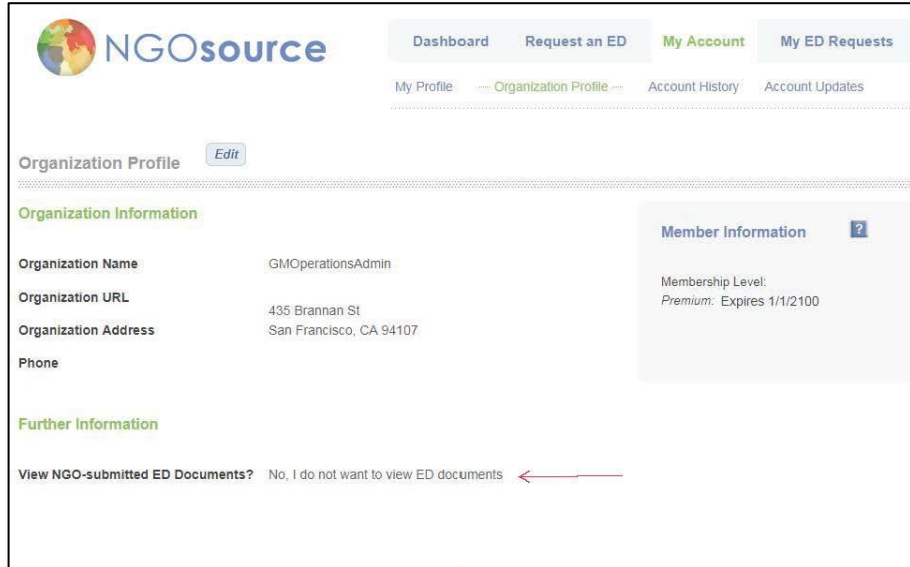 NGOsource
Dashboard Request an ED My Account My ED Requests
My Profile Organization Profile Account History Account Updates
Organization Profile Edit
Organization Information
Organization Name GMOperationsAdmin
Organization URL
Organization Address 435 Brannan St
San Francisco, CA 94107
Phone
Member Information ?
Membership Level:
Premium: Expires 1/1/2100
Further Information
View NGO-submitted ED Documents? No, I do not want to view ED documents